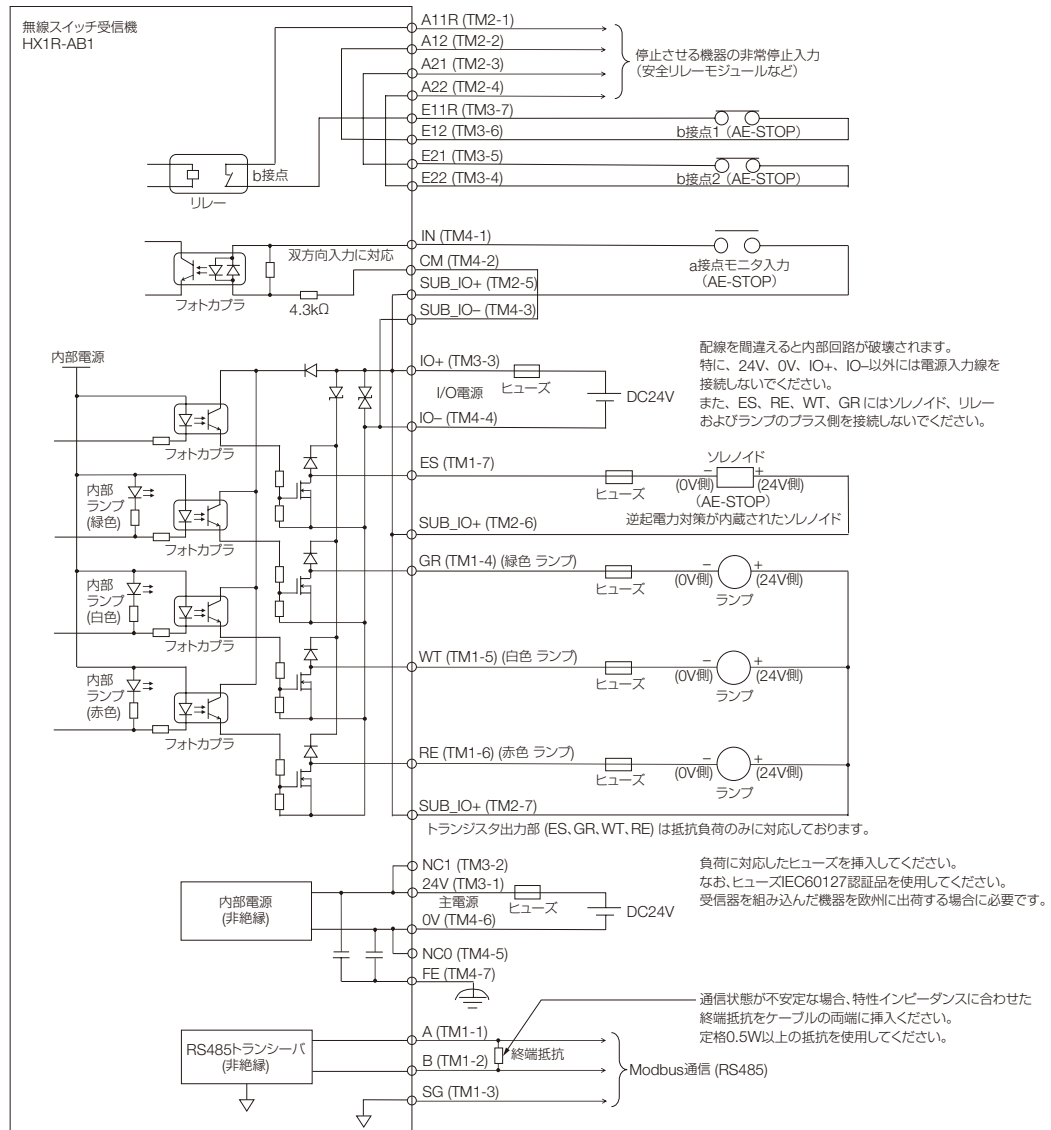 無線スイッチ受信機
HX1R-AB1
A11R (TM2-1)
A12 (TM2-2)
A21 (TM2-3)
A22 (TM2-4)
停止させる機器の非常停止入力
（安全リレーモジュールなど）
E11R (TM3-7)
E12 (TM3-6)
b接点1（AE-STOP）
E21 (TM3-5)
E22 (TM3-4)
b接点2（AE-STOP）
b接点
リレー
IN (TM4-1)
双方向入力に対応
CM (TM4-2)
a接点モニタ入力
（AE-STOP）
SUB_IO+ (TM2-5)
SUB_IO− (TM4-3)
フォトカプラ
4.3kΩ
内部電源
IO+ (TM3-3)
I/O電源
ヒューズ
DC24V
IO− (TM4-4)
配線を間違えると内部回路が破壊されます。
特に、24V、0V、IO+、IO−以外には電源入力線を
接続しないでください。
また、ES、RE、WT、GR にはソレノイド、リレー
およびランプのプラス側を接続しないでください。
フォトカプラ
ES (TM1-7)
ヒューズ
ソレノイド
−
+
(0V側)
(24V側)
（AE-STOP）
逆起電力対策が内蔵されたソレノイド
内部
ランプ
(緑色)
フォトカプラ
SUB_IO+ (TM2-6)
GR (TM1-4) (緑色 ランプ)
ヒューズ
−
+
(0V側)
(24V側)
ランプ
内部
ランプ
(白色)
フォトカプラ
WT (TM1-5) (白色 ランプ)
ヒューズ
−
+
(0V側)
(24V側)
ランプ
内部
ランプ
(赤色)
フォトカプラ
RE (TM1-6) (赤色 ランプ)
ヒューズ
−
+
(0V側)
(24V側)
ランプ
SUB_IO+ (TM2-7)
トランジスタ出力部 (ES、GR、WT、RE) は抵抗負荷のみに対応しております。
NC1 (TM3-2)
24V (TM3-1)
主電源
ヒューズ
DC24V
0V (TM4-6)
NC0 (TM4-5)
FE (TM4-7)
内部電源
(非絶縁)
負荷に対応したヒューズを挿入してください。
なお、ヒューズIEC60127認証品を使用してください。
受信器を組み込んだ機器を欧州に出荷する場合に必要です。
通信状態が不安定な場合、特性インピーダンスに合わせた
終端抵抗をケーブルの両端に挿入ください。
定格0.5W以上の抵抗を使用してください。
RS485トランシーバ
(非絶縁)
A (TM1-1)
終端抵抗
B (TM1-2)
Modbus通信 (RS485)
SG (TM1-3)